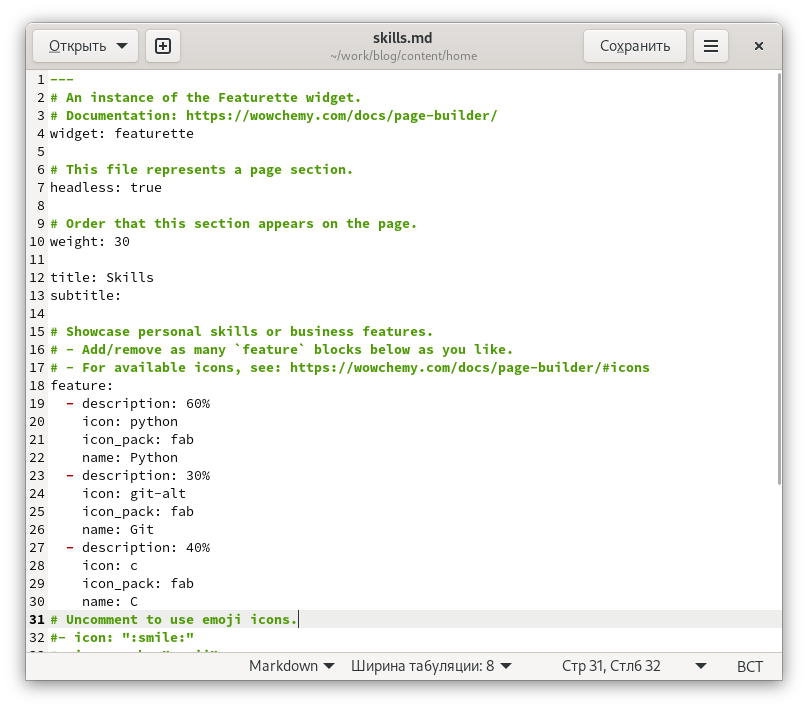 Открыть
skills.md
~/work/blog/content/home
Сохранить
1 ---
2 # An instance of the Featurette widget.
3 # Documentation: https://wowchemy.com/docs/page-builder/
4 widget: featurette
5
6 # This file represents a page section.
7 headless: true
8
9 # Order that this section appears on the page.
10 weight: 30
11
12 title: Skills
13 subtitle:
14
15 # Showcase personal skills or business features.
16 # - Add/remove as many `feature` blocks below as you like.
17 # - For available icons, see: https://wowchemy.com/docs/page-builder/#icons
18 feature:
19   - description: 60%
20     icon: python
21     icon_pack: fab
22     name: Python
23   - description: 30%
24     icon: git-alt
25     icon_pack: fab
26     name: Git
27   - description: 40%
28     icon: c
29     icon_pack: fab
30     name: C
31 # Uncomment to use emoji icons.
32 #- icon: ":smile:"
Markdown
Ширина табуляции: 8
Стр 31, Стлб 32
ВСТ